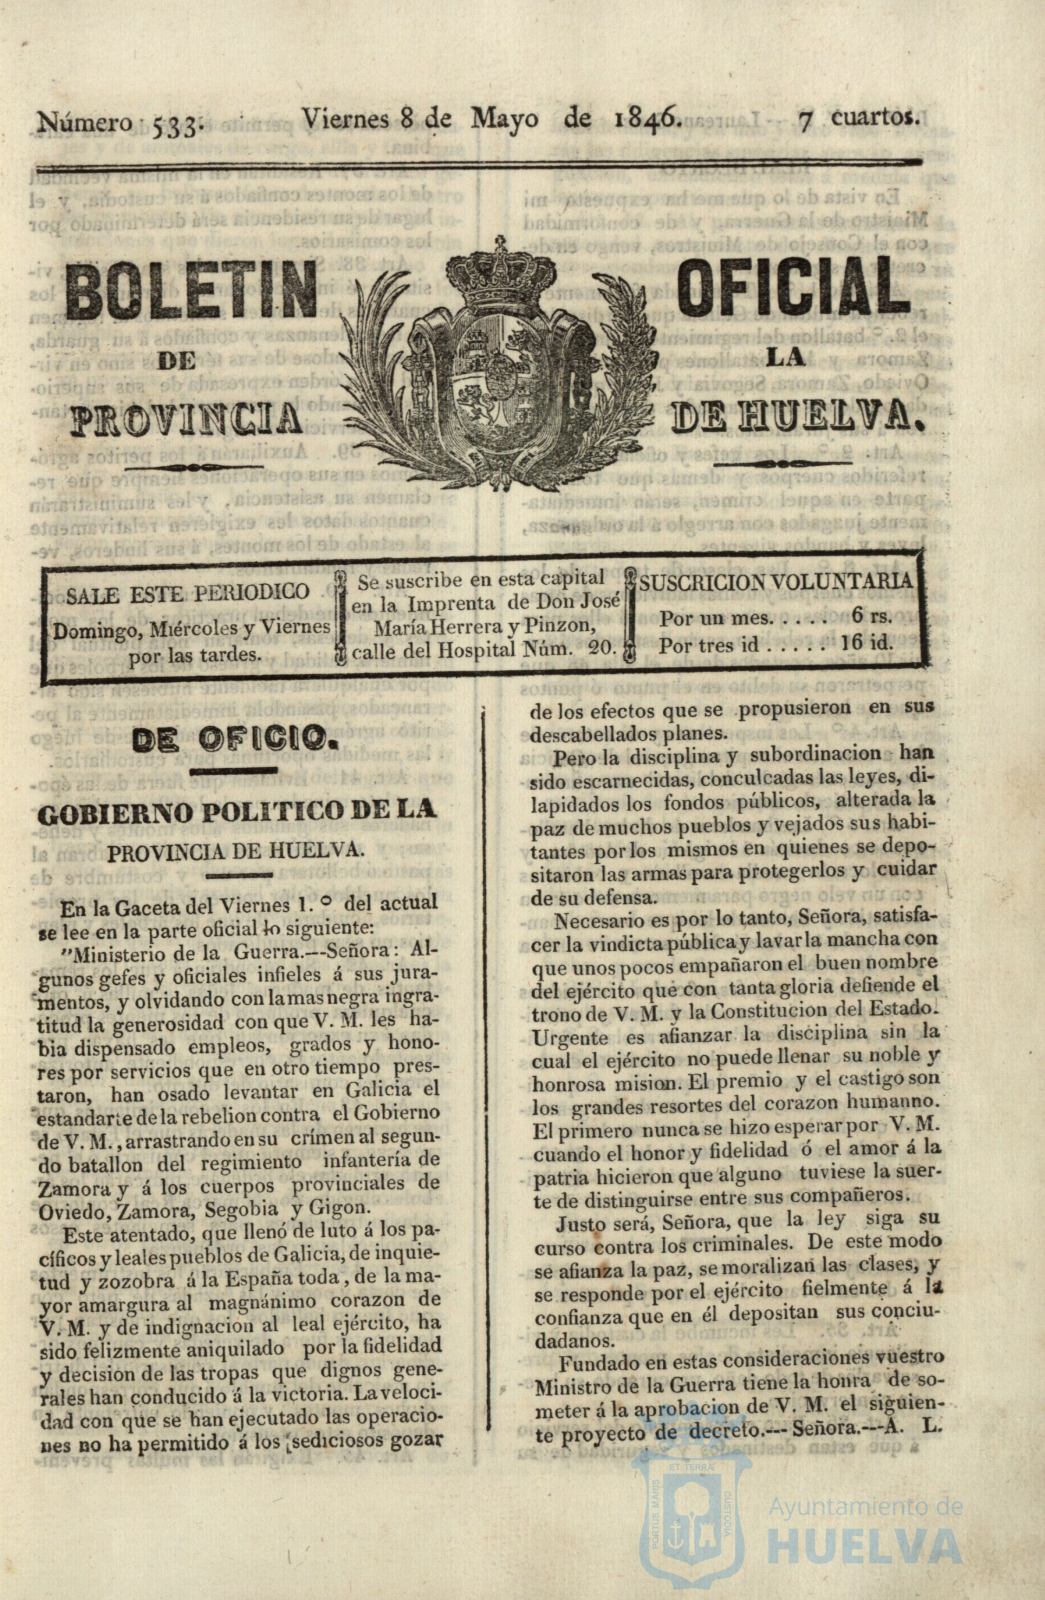 Número 533. Viernes 8 de Mayo de 1846. 7 cuartos.
BOLETIN OFICIAL
DE LA
PROVINCIA DE HUELVA.
SALE ESTE PERIODICO
Domingo, Miércoles y Viernes
por las tardes.
Se suscribe en esta capital
en la Imprenta de Don José
María Herrera y Pinzon,
calle del Hospital Núm. 20.
SUSCRICION VOLUNTARIA
Por un mes. . . . . 6 rs.
Por tres id . . . . . 16 id.
DE OFICIO.
GOBIERNO POLITICO DE LA
PROVINCIA DE HUELVA.
En la Gaceta del Viernes 1.º del actual
se lee en la parte oficial lo siguiente:
"Ministerio de la Guerra.---Señora: Al-
gunos gefes y oficiales infieles á sus jura-
mentos, y olvidando con la mas negra ingra-
titud la generosidad con que V. M. les ha-
bia dispensado empleos, grados y hono-
res por servicios que en otro tiempo pres-
taron, han osado levantar en Galicia el
estandarte de la rebelion contra el Gobierno
de V. M., arrastrando en su crímen al segun-
do batallon del regimiento infantería de
Zamora y á los cuerpos provinciales de
Oviedo, Zamora, Segobia y Gigon.
Este atentado, que llenó de luto á los pa-
cíficos y leales pueblos de Galicia, de inquie-
tud y zozobra á la España toda, de la ma-
yor amargura al magnánimo corazon de
V. M. y de indignacion al leal ejército, ha
sido felizmente aniquilado por la fidelidad
y decision de las tropas que dignos gene-
rales han conducido á la victoria. La veloci-
dad con que se han ejecutado las operacio-
nes no ha permitido á los sediciosos gozar
de los efectos que se propusieron en sus
descabellados planes.
Pero la disciplina y subordinacion han
sido escarnecidas, conculcadas las leyes, di-
lapidados los fondos públicos, alterada la
paz de muchos pueblos y vejados sus habi-
tantes por los mismos en quienes se depo-
sitaron las armas para protegerlos y cuidar
de su defensa.
Necesario es por lo tanto, Señora, satisfa-
cer la vindicta pública y lavar la mancha con
que unos pocos empañaron el buen nombre
del ejército que con tanta gloria defiende el
trono de V. M. y la Constitucion del Estado.
Urgente es afianzar la disciplina sin la
cual el ejército no puede llenar su noble y
honrosa mision. El premio y el castigo son
los grandes resortes del corazon humanno.
El primero nunca se hizo esperar por V. M.
cuando el honor y fidelidad ó el amor á la
patria hicieron que alguno tuviese la suer-
te de distinguirse entre sus compañeros.
Justo será, Señora, que la ley siga su
curso contra los criminales. De este modo
se afianza la paz, se moralizan las clases, y
se responde por el ejército fielmente á la
confianza que en él depositan sus conciu-
dadanos.
Fundado en estas consideraciones vuestro
Ministro de la Guerra tiene la honra de so-
meter á la aprobacion de V. M. el siguien-
te proyecto de decreto.--- Señora.---A. L.
PORTUS MARIS ET TERRÆ CUSTODIA
Ayuntamiento de
HUELVA